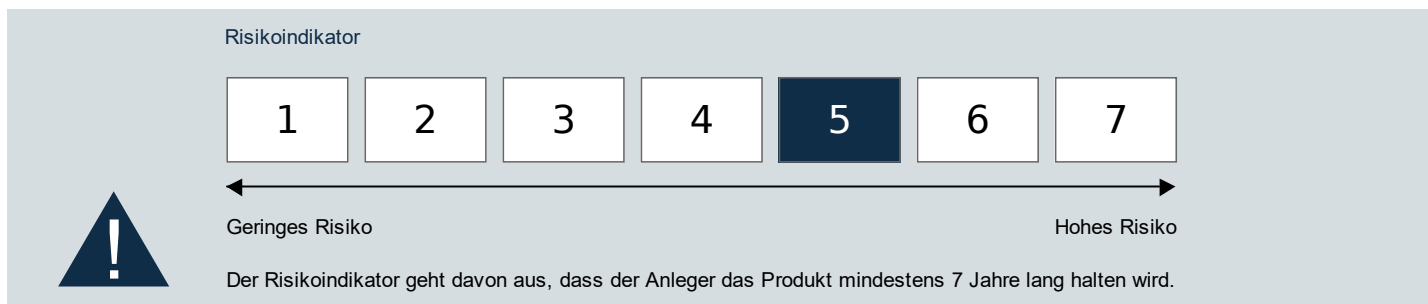 Risikoindikator
1 2 3 4 5 6 7
Geringes Risiko Hohes Risiko
!
Der Risikoindikator geht davon aus, dass der Anleger das Produkt mindestens 7 Jahre lang halten wird.